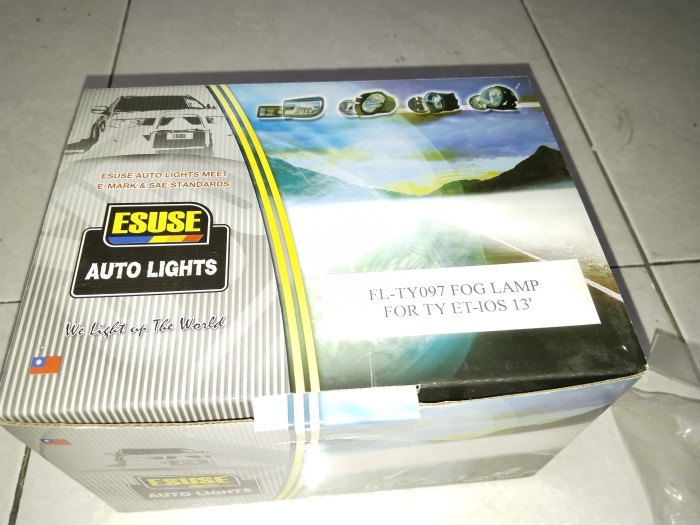 ESUSE AUTO LIGHTS MEET
E-MARK & SAE STANDARDS
ESUSE
AUTO LIGHTS
We Light up The World
FL-TY097 FOG LAMP
FOR TY ET-IOS 13'
ESUSE
AUTO LIGHTS